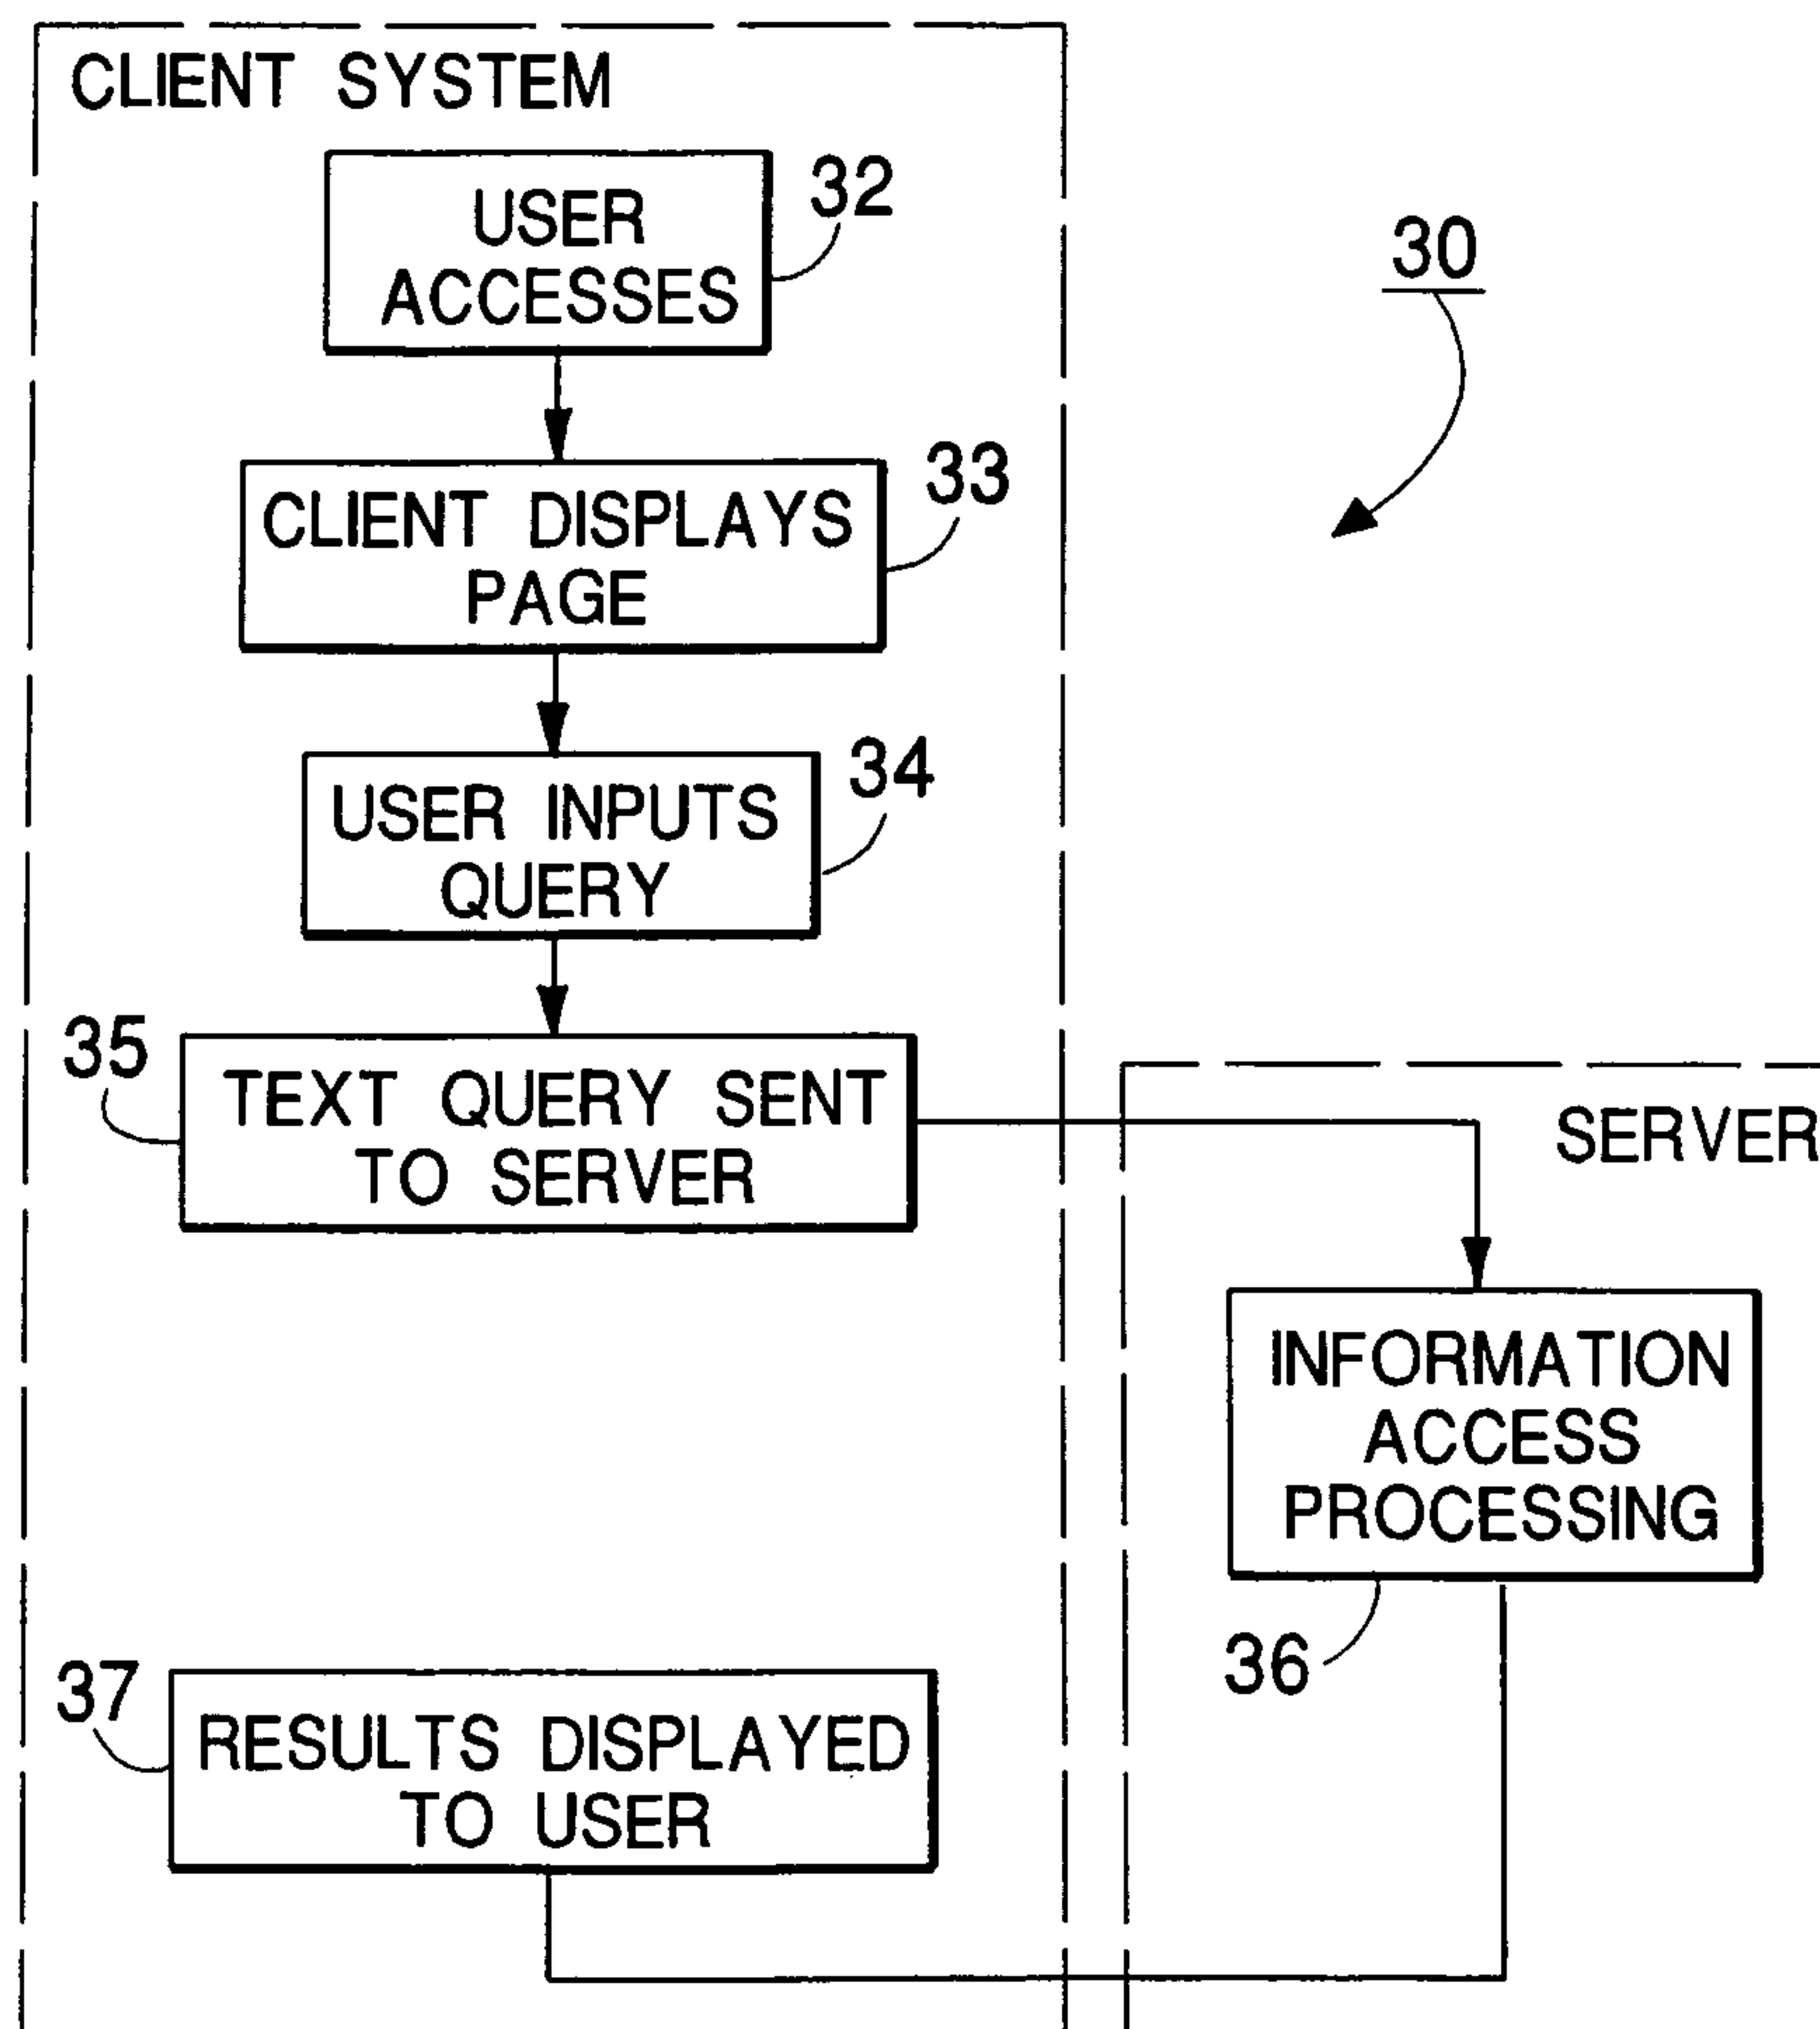 CLIENT SYSTEM
USER
ACCESSES
32
30
CLIENT DISPLAYS
PAGE
33
USER INPUTS
QUERY
34
35
TEXT QUERY SENT
TO SERVER
SERVER
INFORMATION
ACCESS
PROCESSING
36
37
RESULTS DISPLAYED
TO USER